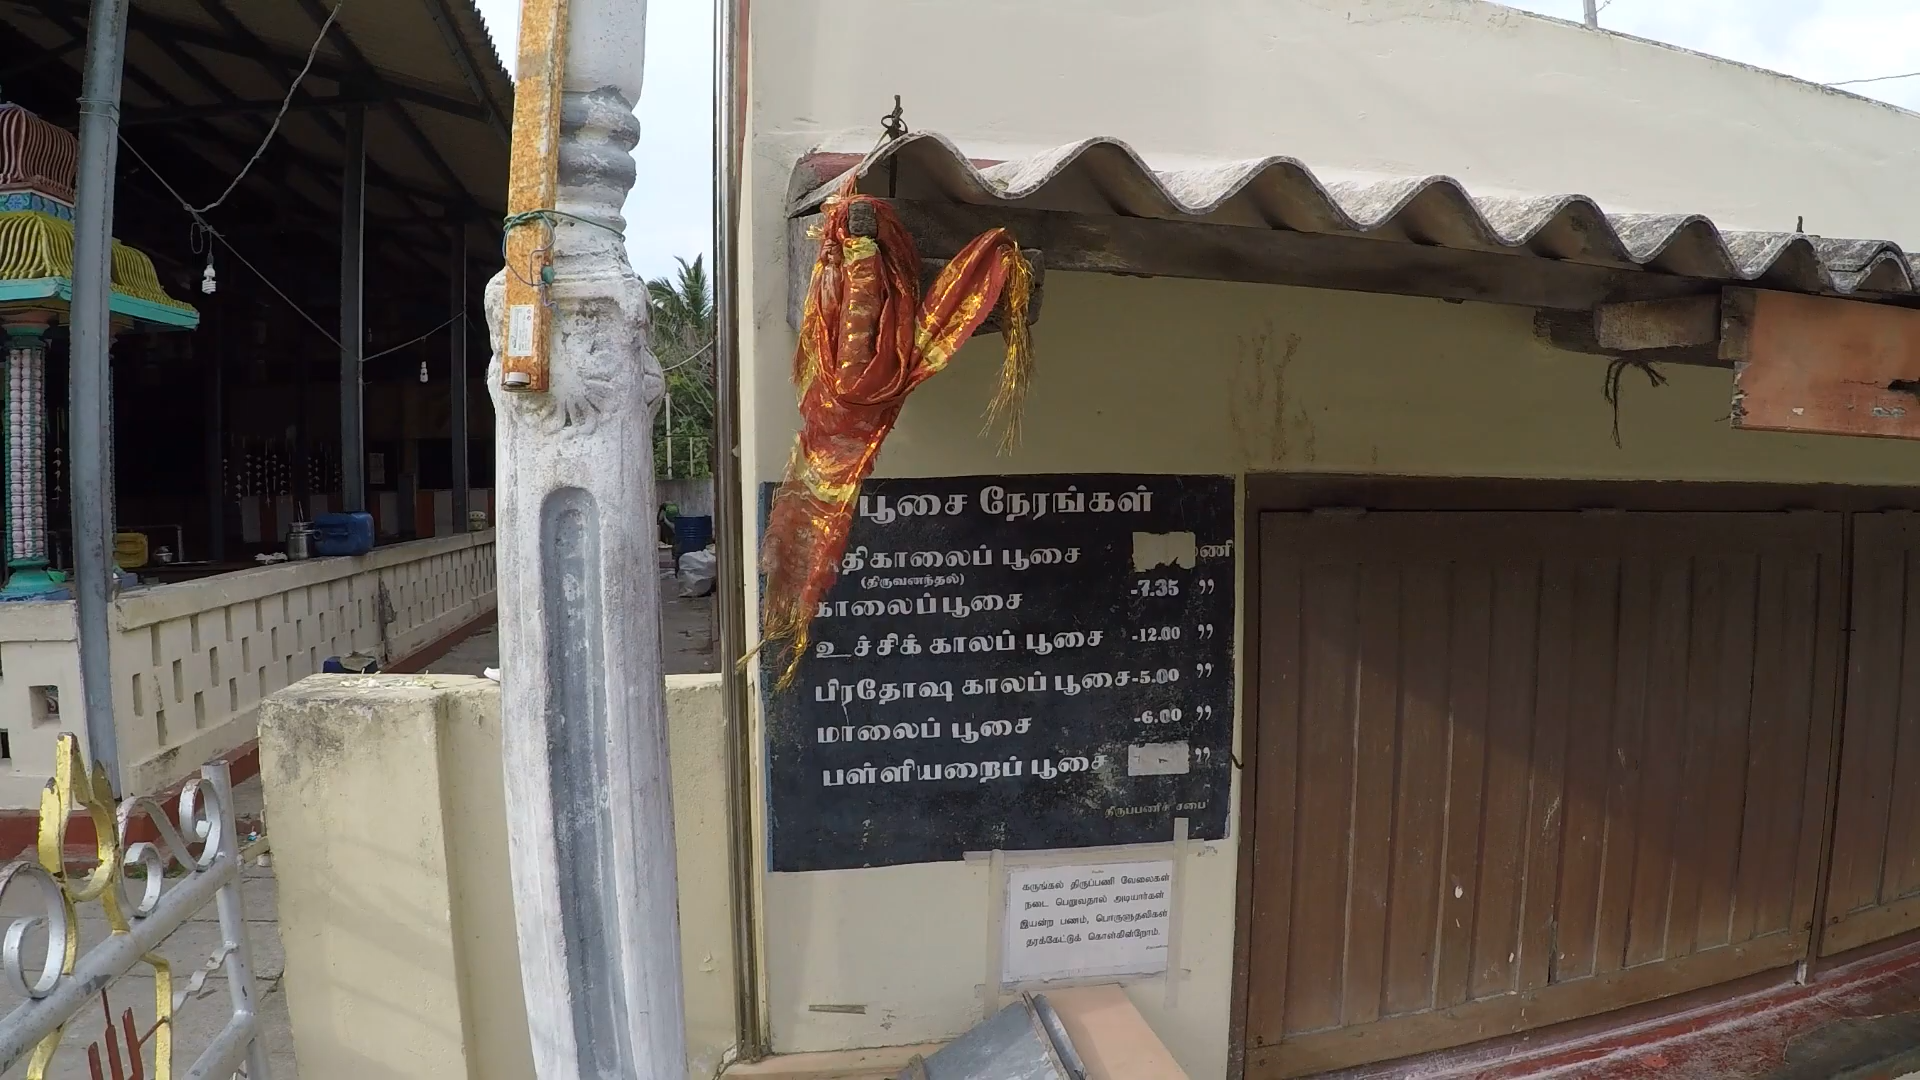 பூசை நேரங்கள்
திகாலைப் பூசை ணி
(திருவனந்தல்)
காலைப்பூசை -7.35 ’’
உச்சிக் காலப் பூசை -12.00 ’’
பிரதோஷ காலப் பூசை-5.00 ’’
மாலைப் பூசை -6.00 ’’
பள்ளியறைப் பூசை ’’
திருப்பணிச் சபை
கருங்கல் திருப்பணி வேலைகள்
நடை பெறுவதால் அடியார்கள்
இயன்ற பணம், பொருளுதவிகள்
தரக்கேட்டுக் கொள்கின்றோம்.